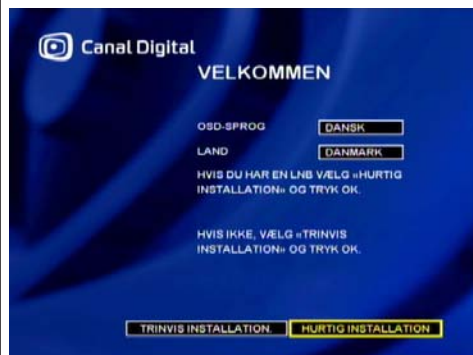 Canal Digital
VELKOMMEN
OSD-SPROG DANSK
LAND DANMARK
HVIS DU HAR EN LNB VÆLG «HURTIG
INSTALLATION» OG TRYK OK.
HVIS IKKE, VÆLG «TRINVIS
INSTALLATION» OG TRYK OK.
TRINVIS INSTALLATION. HURTIG INSTALLATION